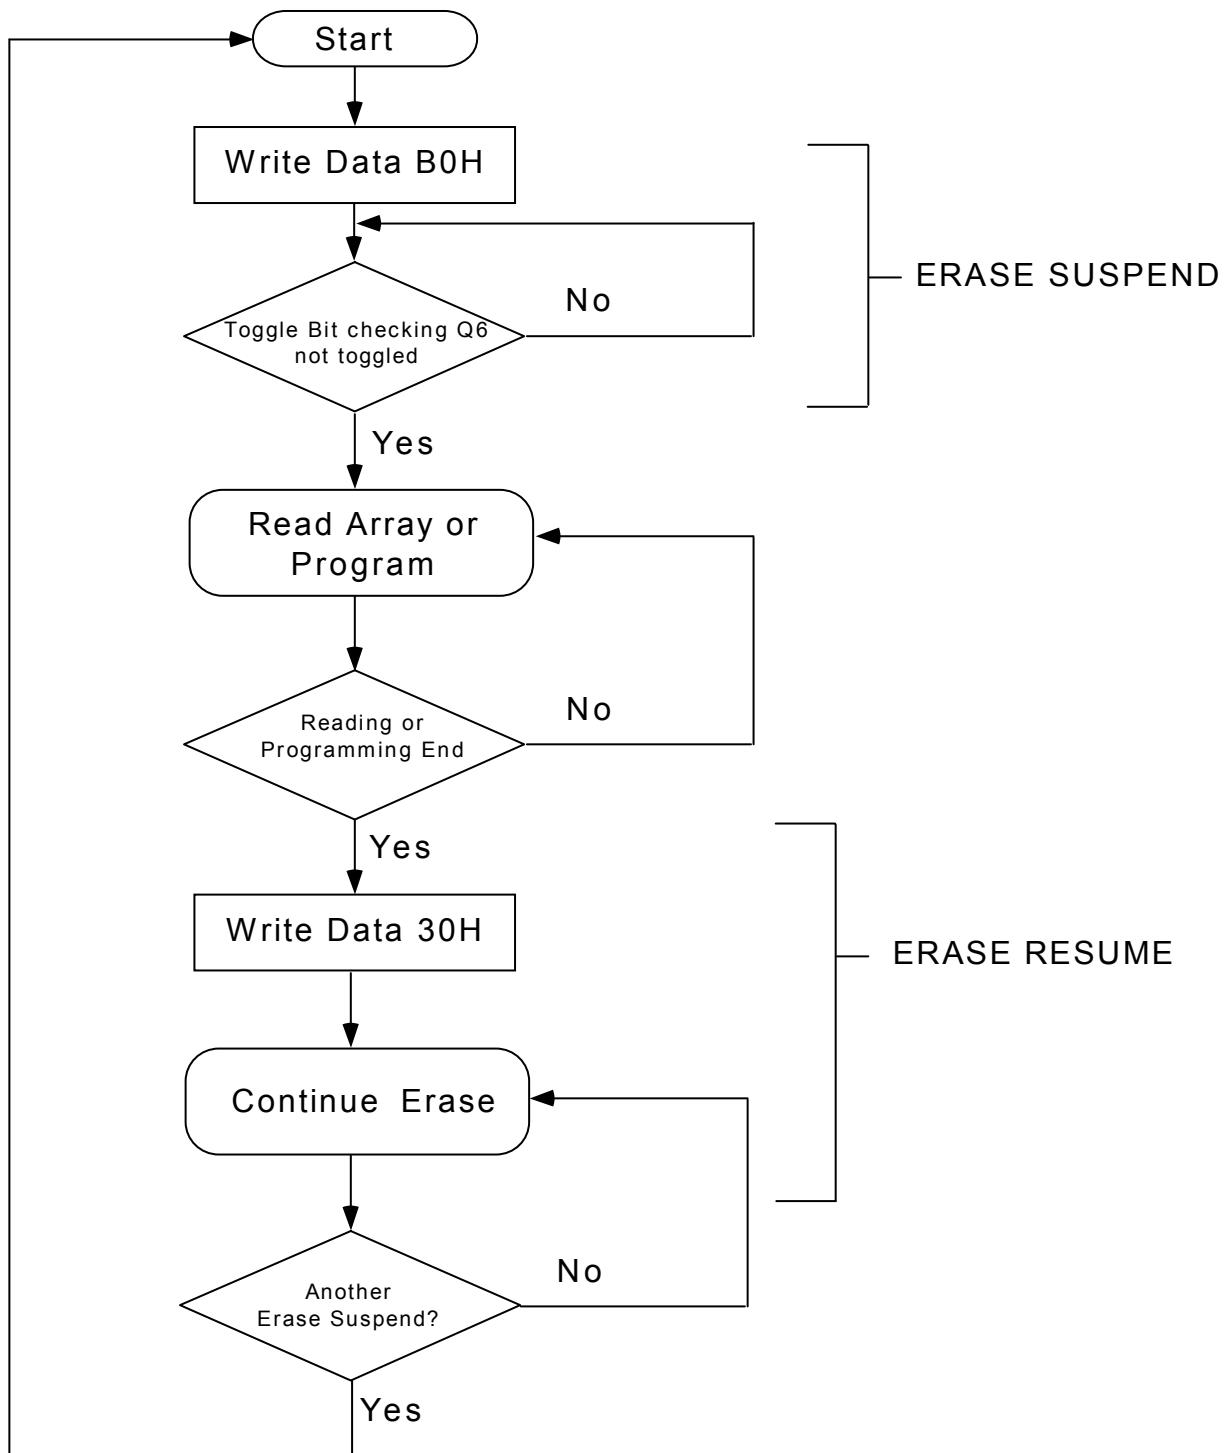 Start
Write Data B0H
ERASE SUSPEND
No
Toggle Bit checking Q6
not toggled
Yes
Read Array or
Program
No
Reading or
Programming End
Yes
Write Data 30H
ERASE RESUME
Continue Erase
No
Another
Erase Suspend?
Yes